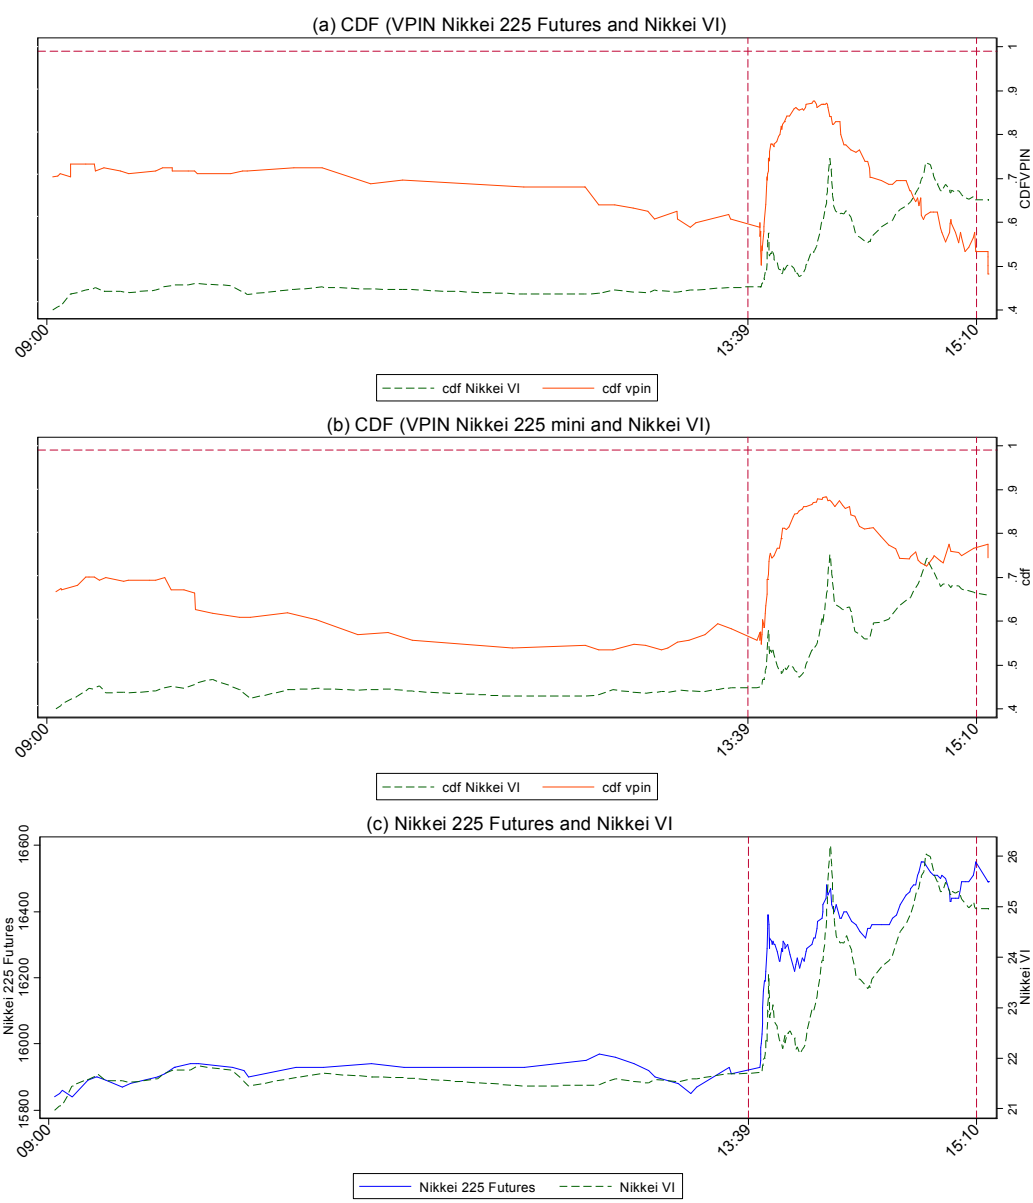 (a) CDF (VPIN Nikkei 225 Futures and Nikkei VI)
1
.9
.8
.7
.6
.5
.4
CDFVPIN
09:00
13:39
15:10
cdf Nikkei VI
cdf vpin
(b) CDF (VPIN Nikkei 225 mini and Nikkei VI)
1
.9
.8
.7
.6
.5
.4
cdf
09:00
13:39
15:10
cdf Nikkei VI
cdf vpin
(c) Nikkei 225 Futures and Nikkei VI
Nikkei 225 Futures
16600
16400
16200
16000
15800
26
25
24
23
22
21
Nikkei VI
09:00
13:39
15:10
Nikkei 225 Futures
Nikkei VI